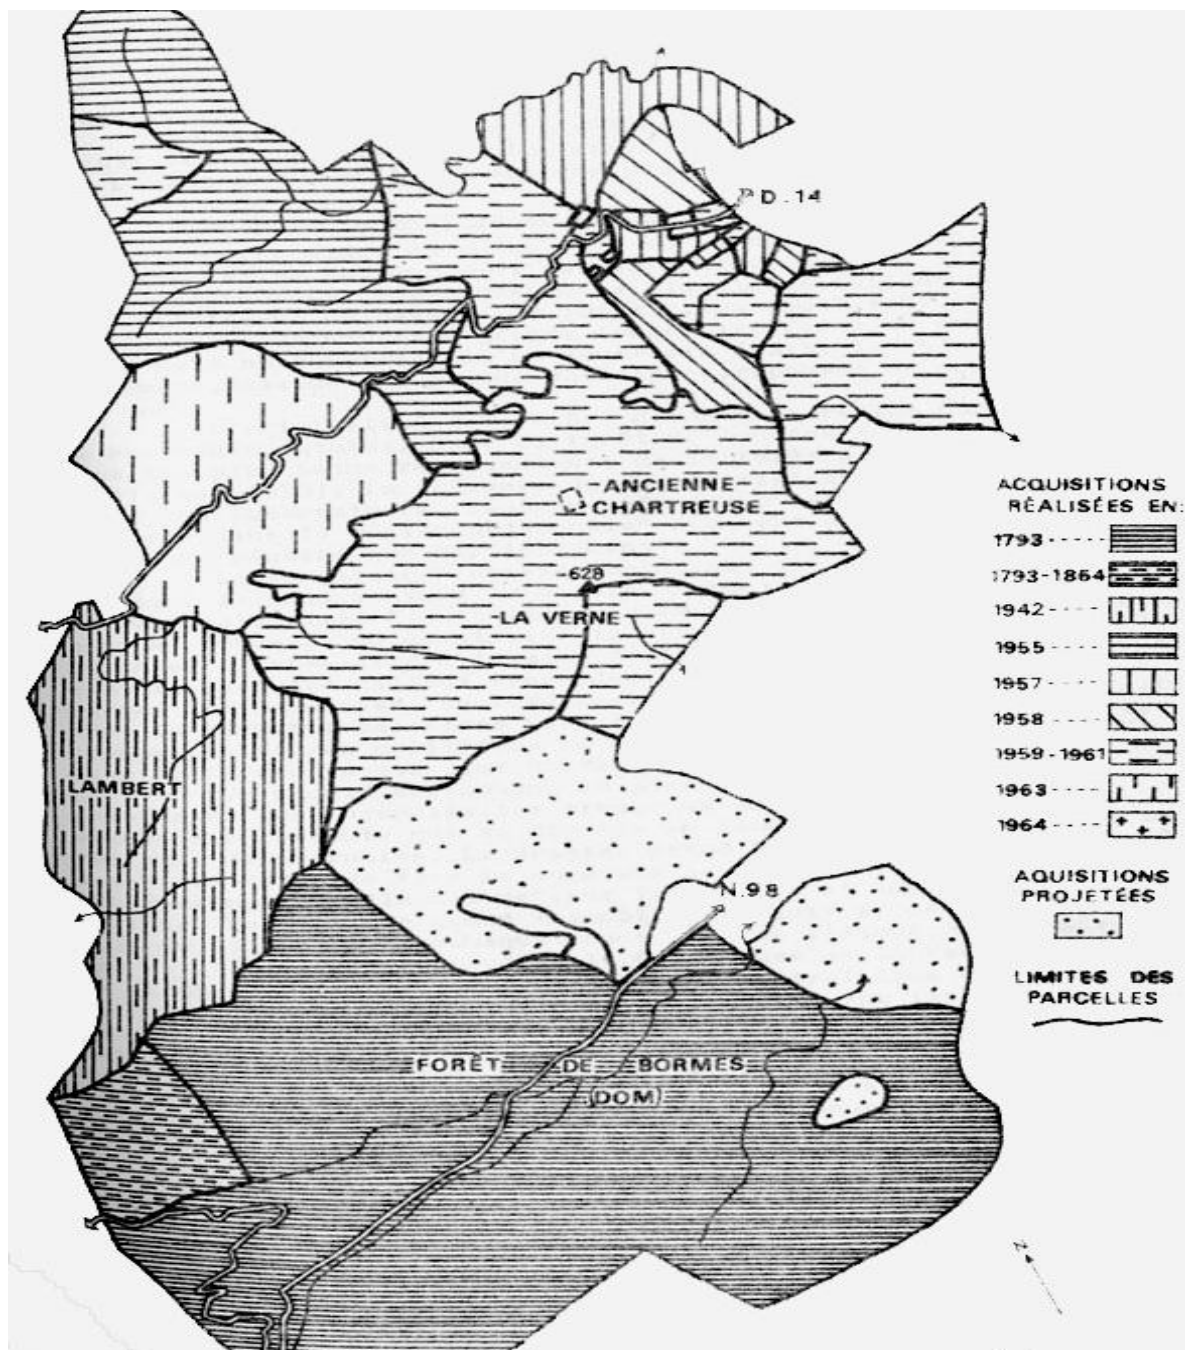 D.14
ANCIENNE
CHARTREUSE
628
LA VERNE
LAMBERT
N.98
FORÊT DE BORMES
(DOM)
ACQUISITIONS
RÉALISÉES EN:
1793
1793-1864
1942
1955
1957
1958
1959-1961
1963
1964
AQUISITIONS
PROJETÉES
LIMITES DES
PARCELLES
N